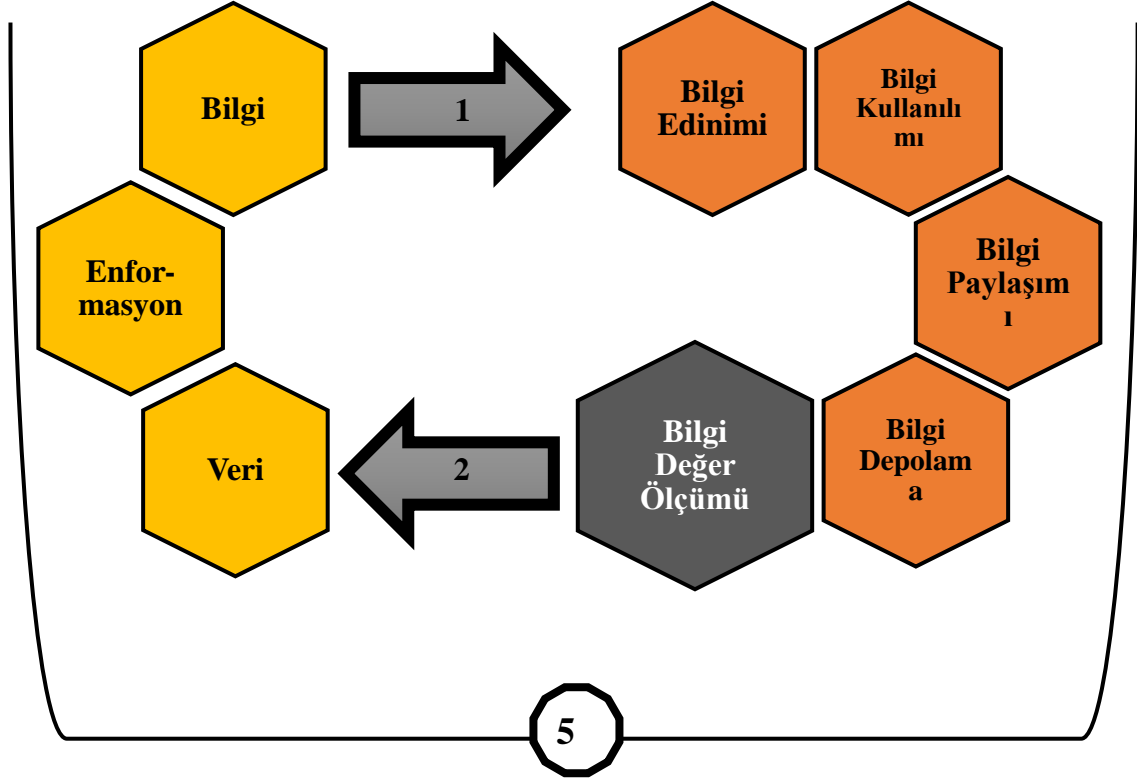 Bilgi
1
Bilgi
Edinimi
Bilgi
Kullanılı
mı
Enfor-
masyon
Bilgi
Paylaşım
ı
Veri
2
Bilgi
Değer
Ölçümü
Bilgi
Depolam
a
5